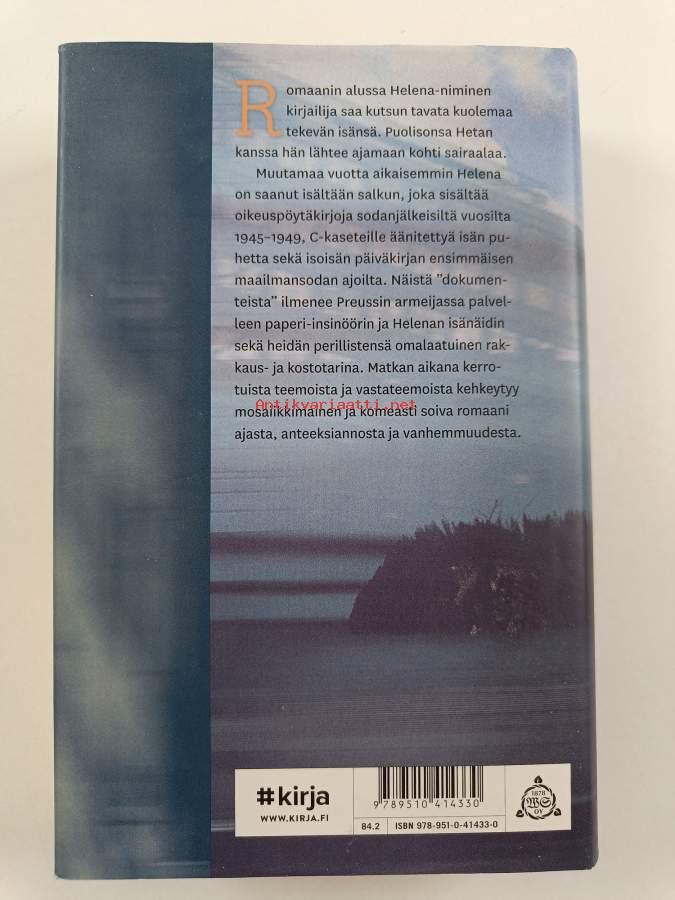 Romaanin alussa Helena-niminen
kirjailija saa kutsun tavata kuolemaa
tekevän isänsä. Puolisonsa Hetan
kanssa hän lähtee ajamaan kohti sairaalaa.
Muutamaa vuotta aikaisemmin Helena
on saanut isältään salkun, joka sisältää
oikeuspöytäkirjoja sodanjälkeisiltä vuosilta
1945–1949, C-kaseteille äänitettyä isän pu-
hetta sekä isoisän päiväkirjan ensimmäisen
maailmansodan ajoilta. Näistä ”dokumen-
teista” ilmenee Preussin armeijassa palvel-
leen paperi-insinöörin ja Helenan isänäidin
sekä heidän perillistensä omalaatuinen rak-
kaus- ja kostotarina. Matkan aikana kerro-
tuista teemoista ja vastateemoista kehkeytyy
Antikvariaatti.net
mosaiikkimainen ja komeasti soiva romaani
ajasta, anteeksiannosta ja vanhemmuudesta.
#kirja
WWW.KIRJA.FI
9 789510 414330
84.2 ISBN 978-951-0-41433-0
1878
WS
OY